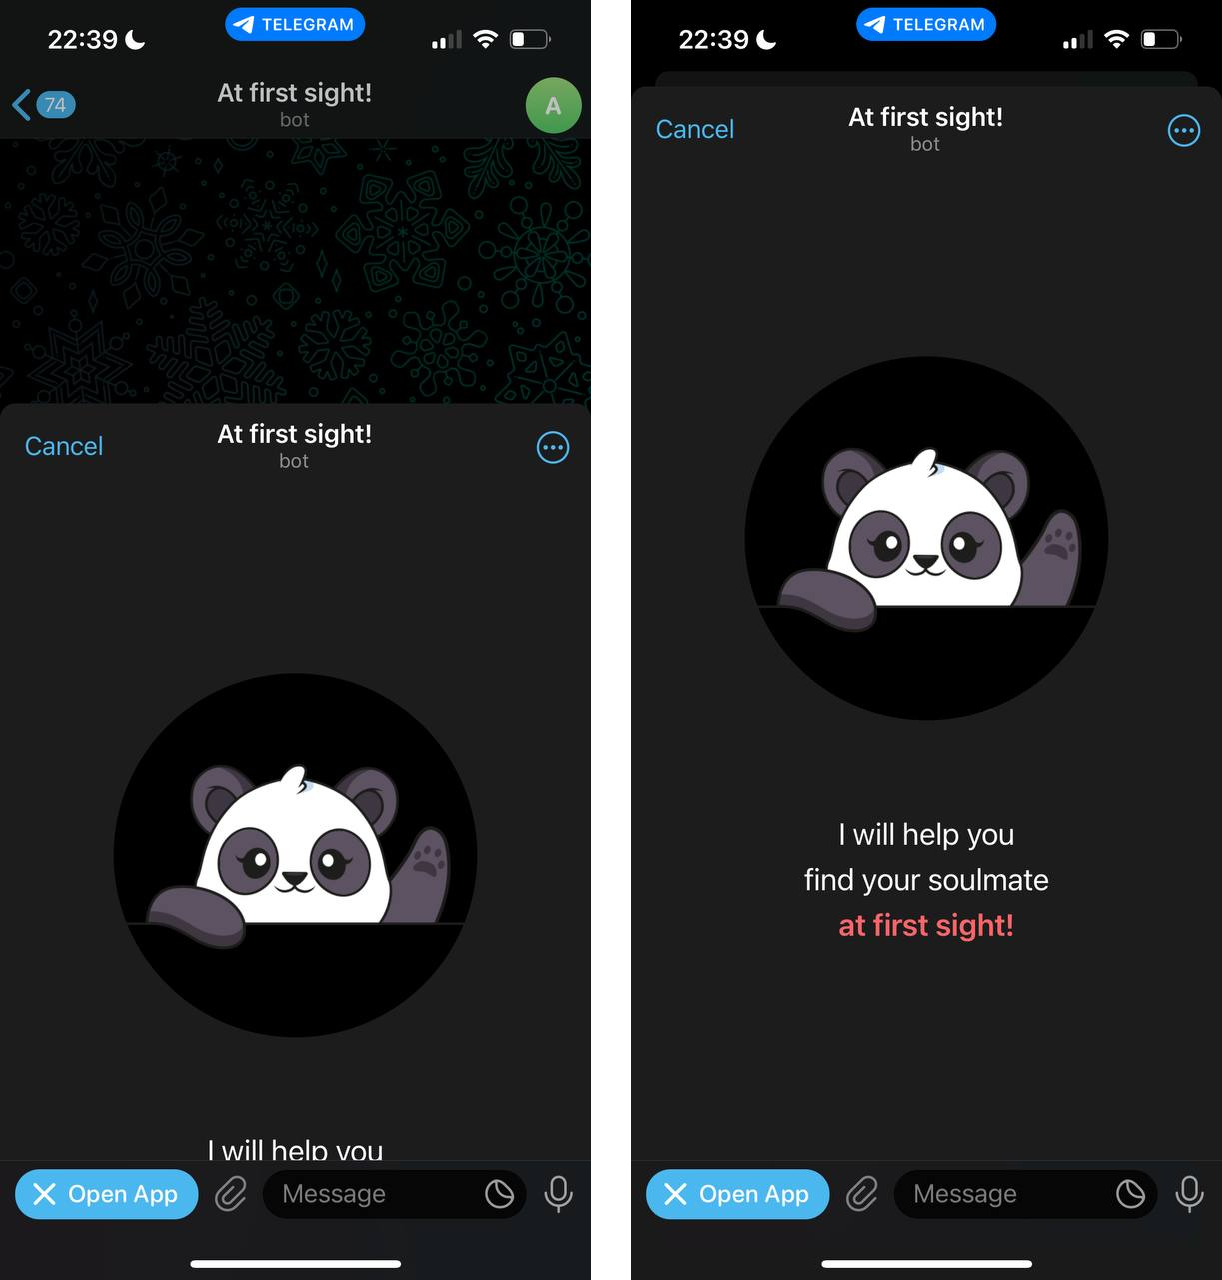 22:39
TELEGRAM
74
At first sight!
bot
A
Cancel
At first sight!
bot
I will help you
Open App
Message
22:39
TELEGRAM
Cancel
At first sight!
bot
I will help you
find your soulmate
at first sight!
Open App
Message